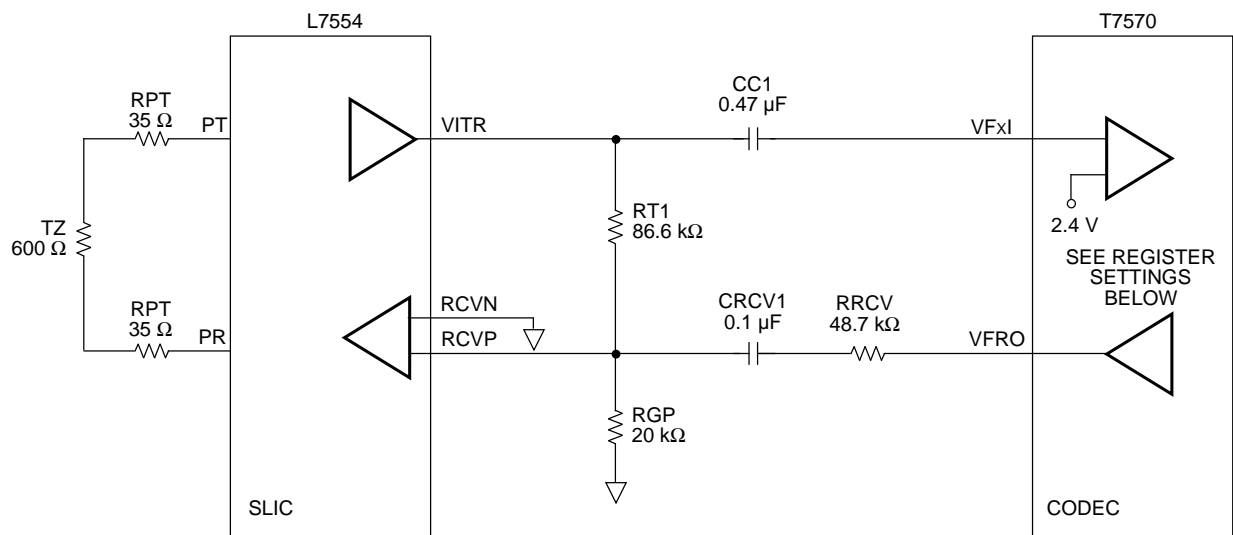 L7554
T7570
RPT
35 Ω
PT
VITR
CC1
0.47 µF
VFxI
TZ
600 Ω
RT1
86.6 kΩ
2.4 V
SEE REGISTER
SETTINGS
BELOW
RPT
35 Ω
PR
RCVN
RCVP
CRCV1
0.1 µF
RRCV
48.7 kΩ
VFRO
RGP
20 kΩ
SLIC
CODEC